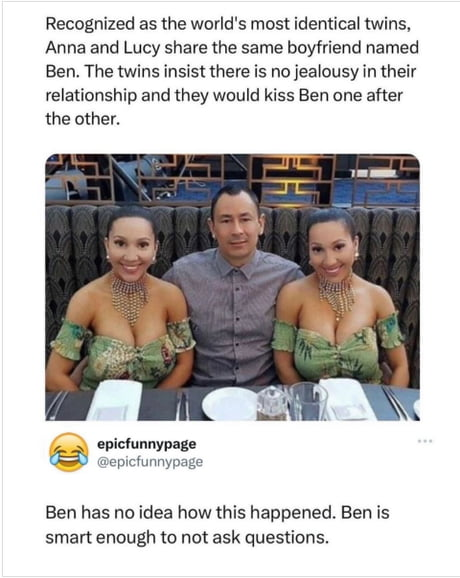 Recognized as the world's most identical twins,
Anna and Lucy share the same boyfriend named
Ben. The twins insist there is no jealousy in their
relationship and they would kiss Ben one after
the other.
epicfunnypage
@epicfunnypage
Ben has no idea how this happened. Ben is
smart enough to not ask questions.